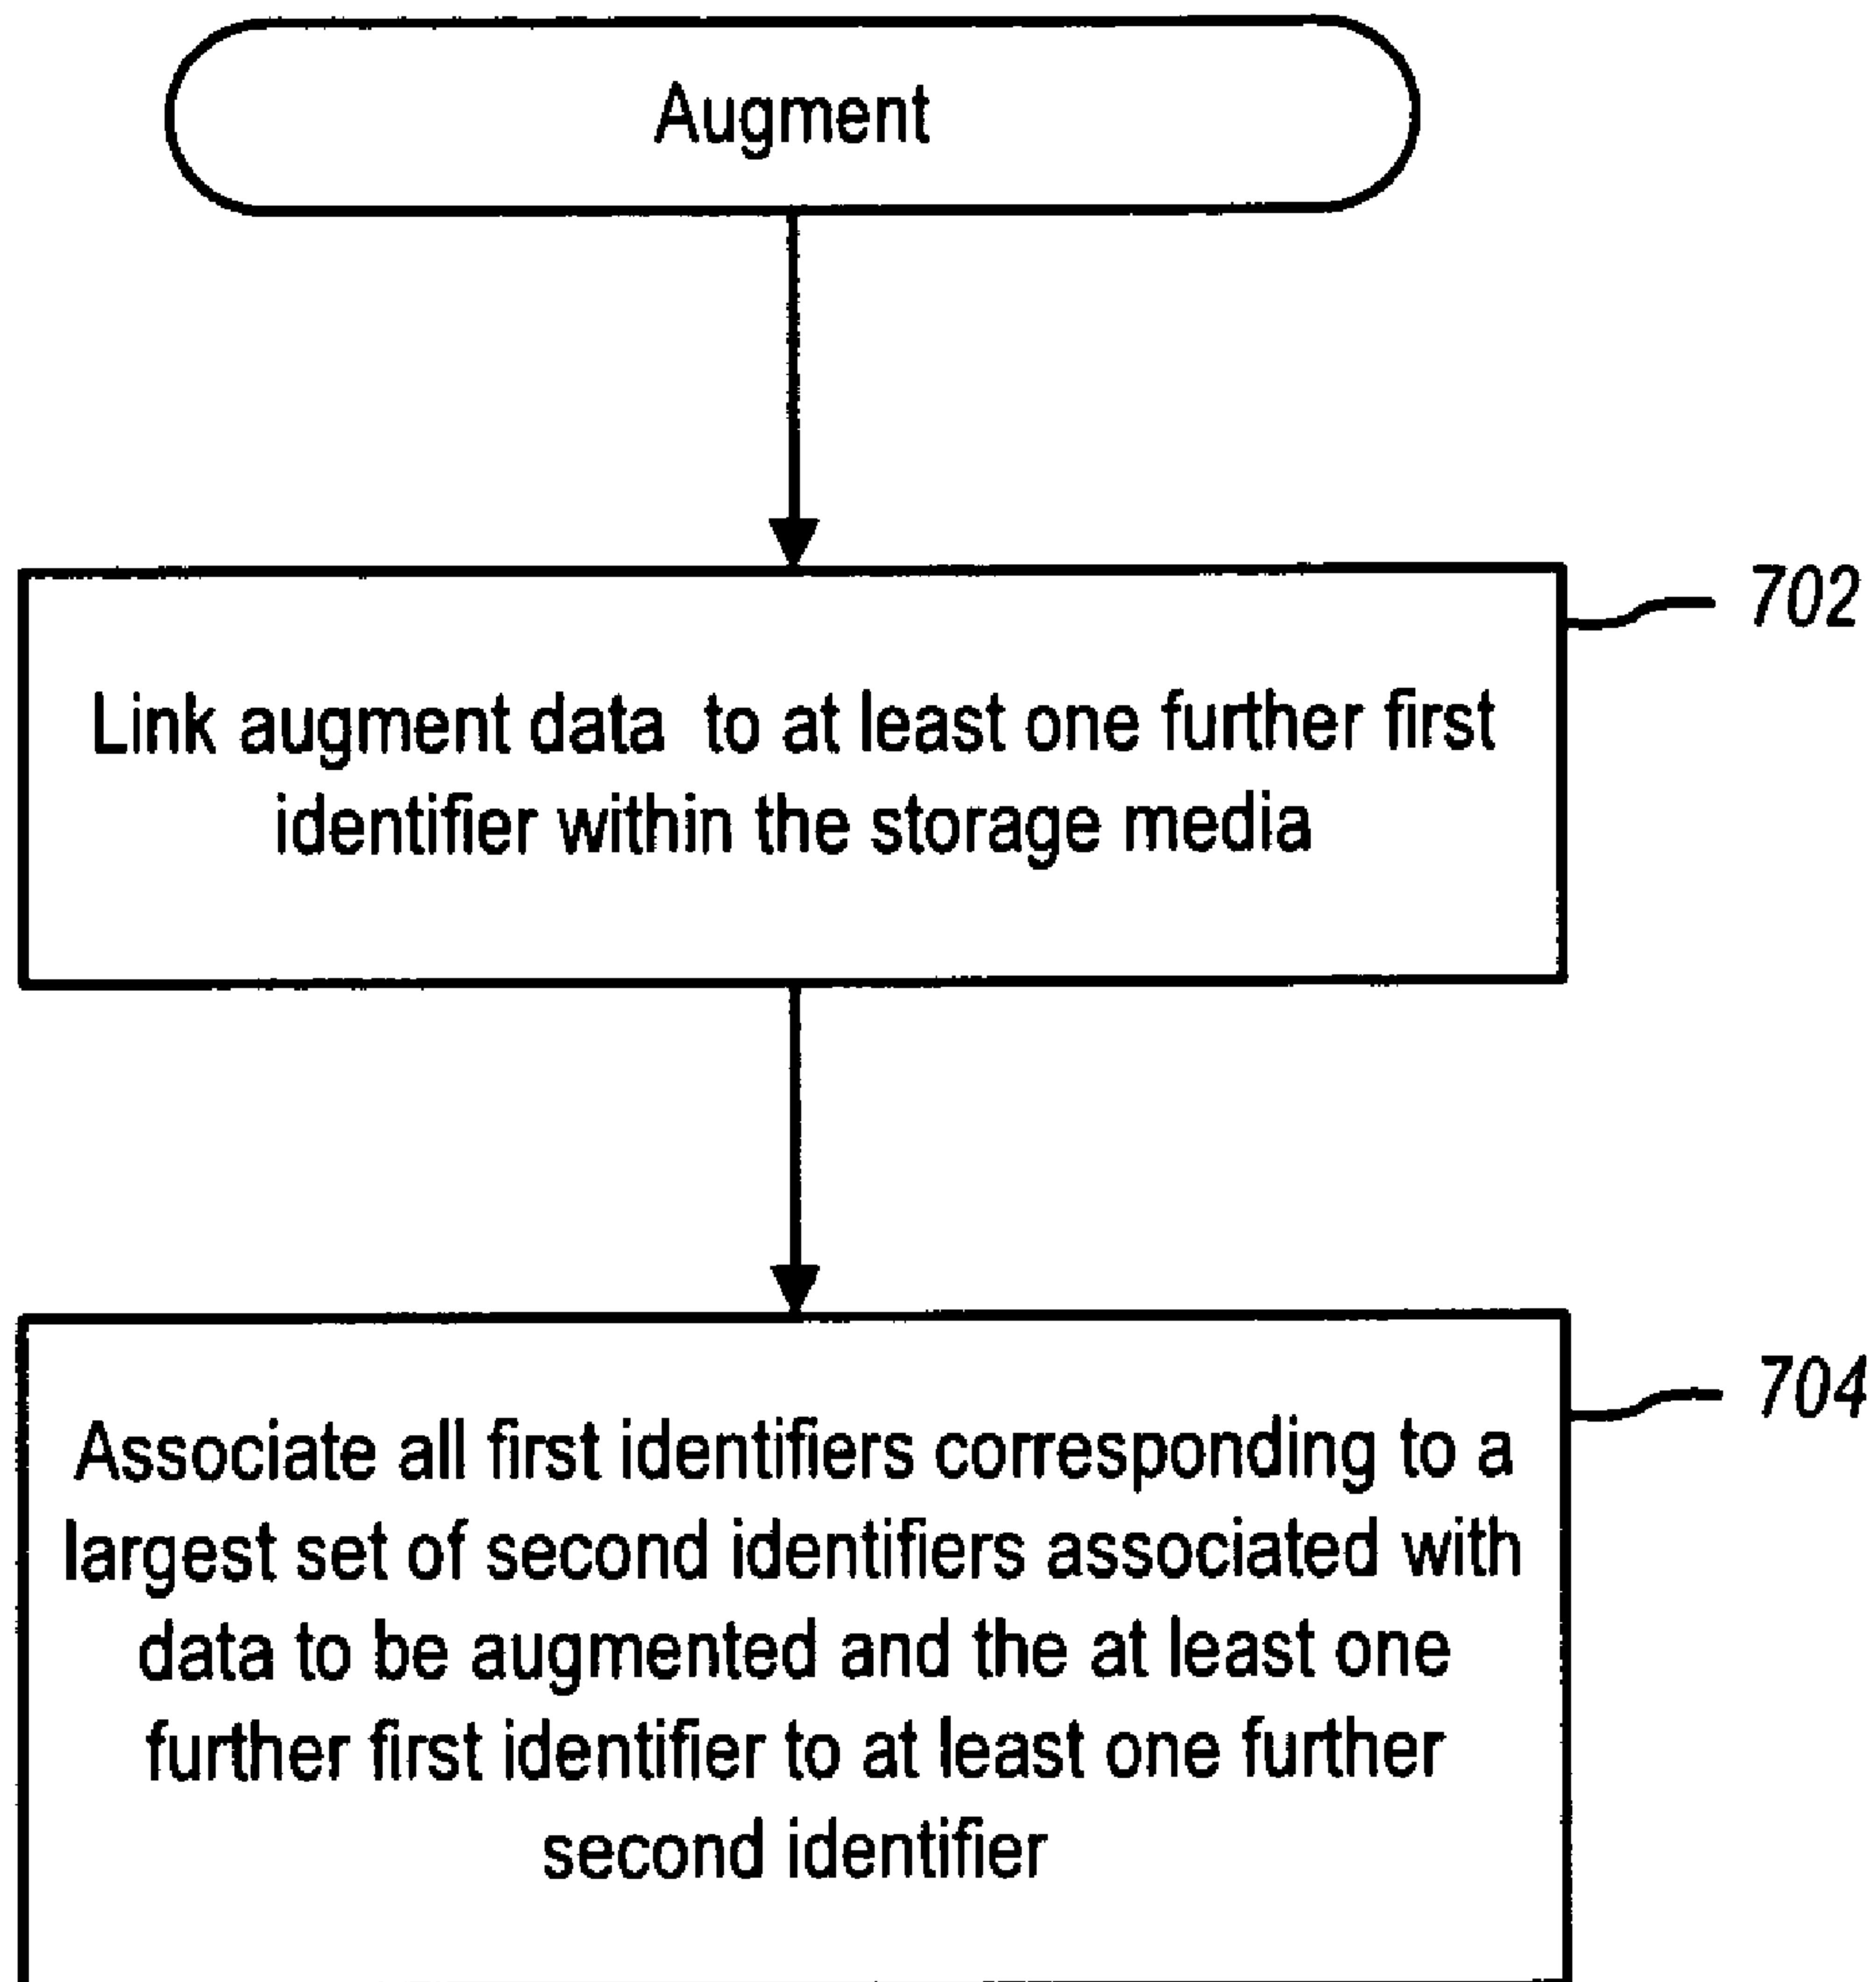 Augment
702
Link augment data to at least one further first
identifier within the storage media
704
Associate all first identifiers corresponding to a
largest set of second identifiers associated with
data to be augmented and the at least one
further first identifier to at least one further
second identifier